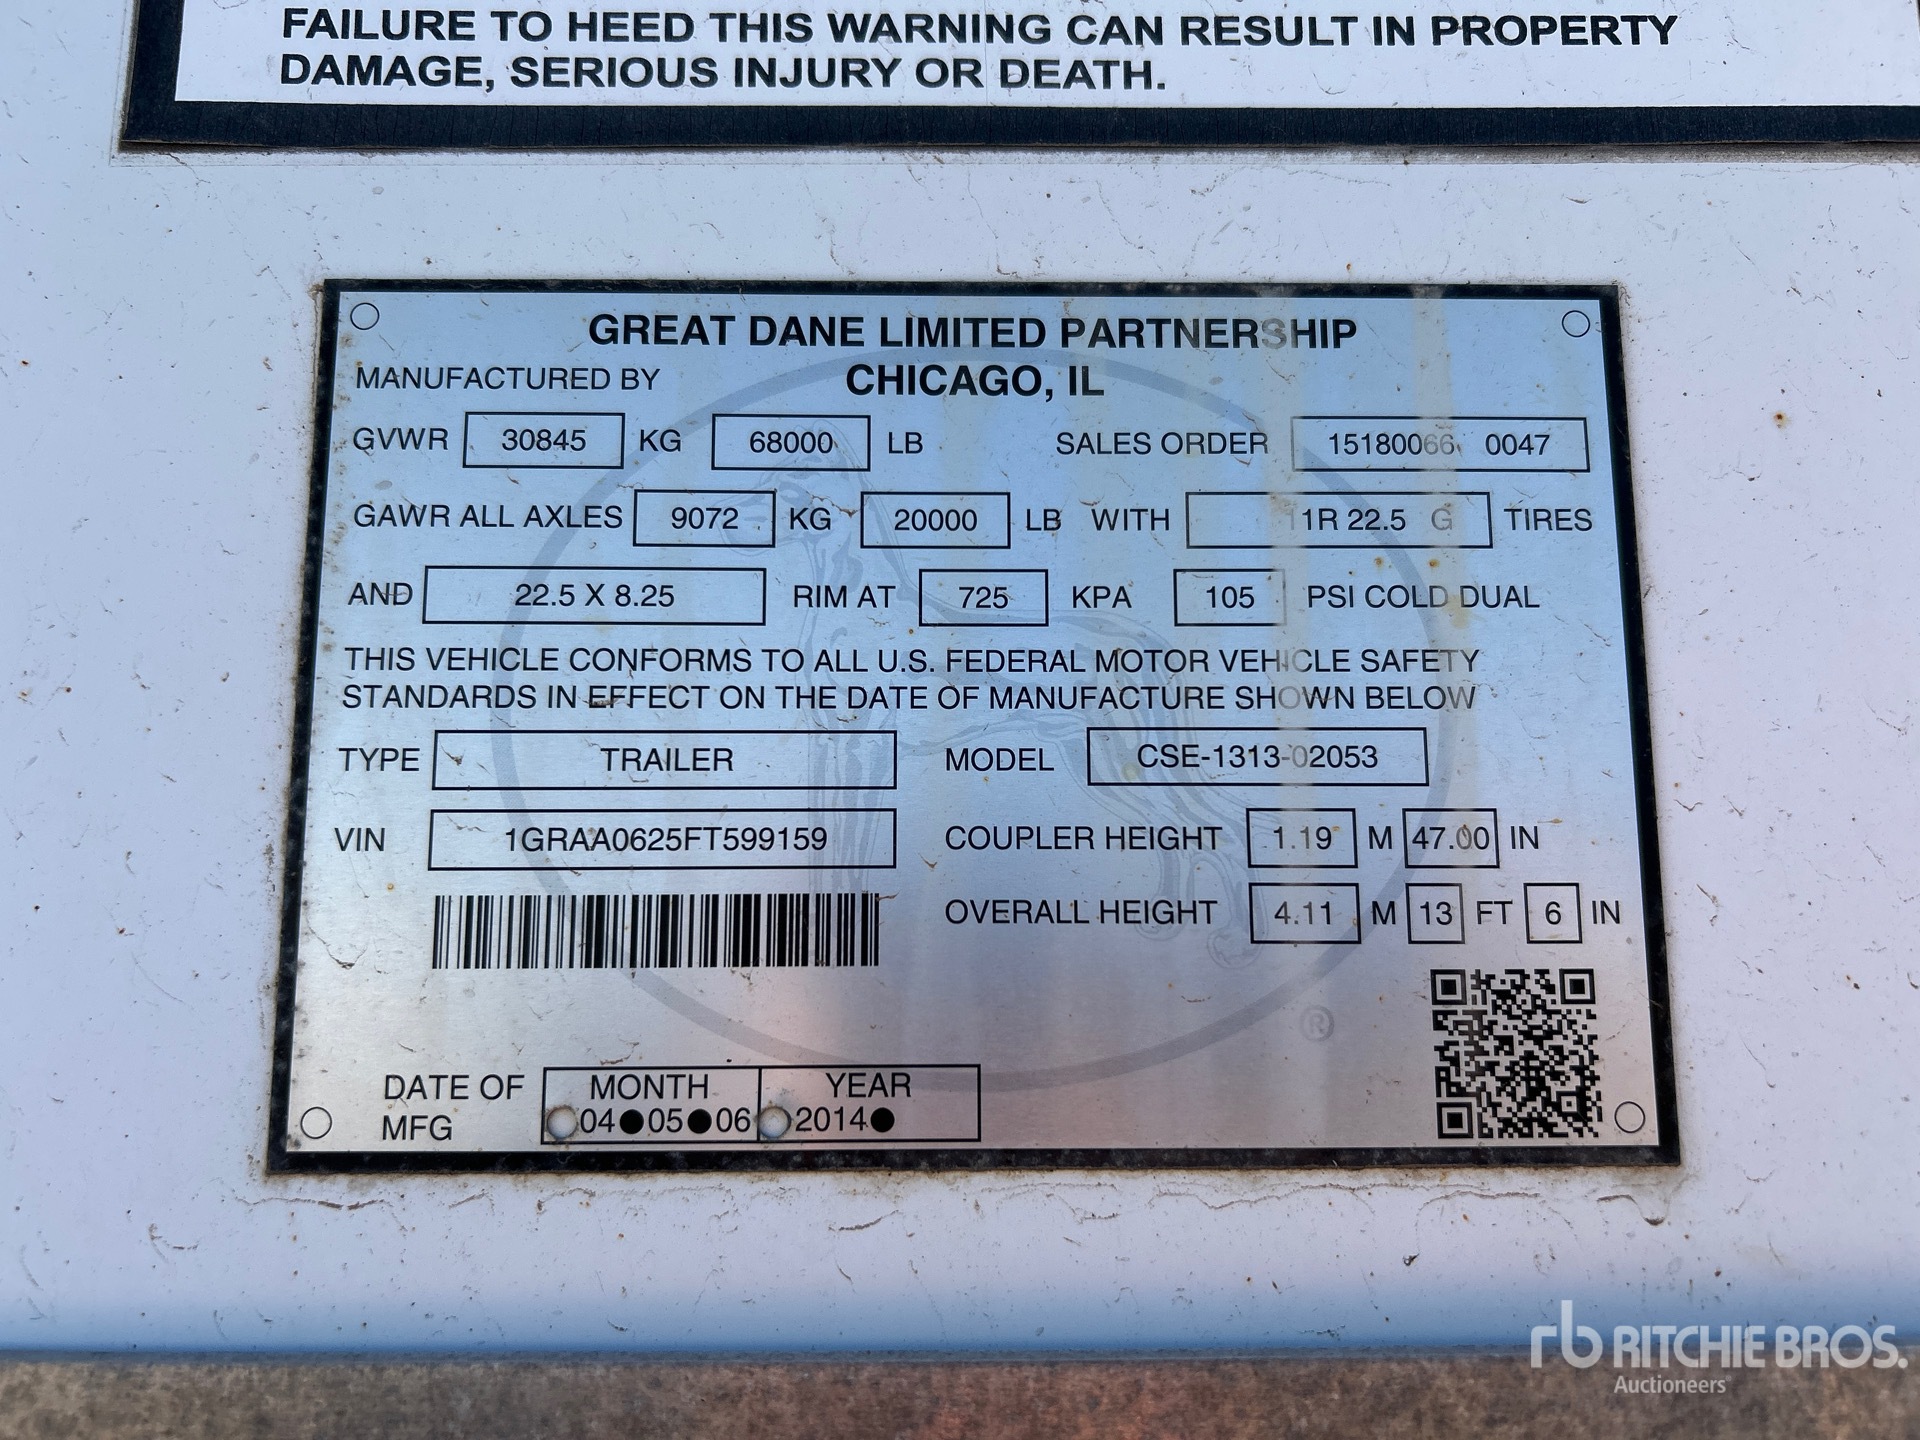 FAILURE TO HEED THIS WARNING CAN RESULT IN PROPERTY
DAMAGE, SERIOUS INJURY OR DEATH.
GREAT DANE LIMITED PARTNERSHIP
MANUFACTURED BY CHICAGO, IL
GVWR 30845 KG 68000 LB SALES ORDER 15180066 0047
GAWR ALL AXLES 9072 KG 20000 LB WITH 11R 22.5 G TIRES
AND 22.5 X 8.25 RIM AT 725 KPA 105 PSI COLD DUAL
THIS VEHICLE CONFORMS TO ALL U.S. FEDERAL MOTOR VEHICLE SAFETY
STANDARDS IN EFFECT ON THE DATE OF MANUFACTURE SHOWN BELOW
TYPE TRAILER MODEL CSE-1313-02053
VIN 1GRAA0625FT599159 COUPLER HEIGHT 1.19 M 47.00 IN
OVERALL HEIGHT 4.11 M 13 FT 6 IN
®
DATE OF MFG MONTH YEAR
04 05 06 2014
rb RITCHIE BROS.
Auctioneers